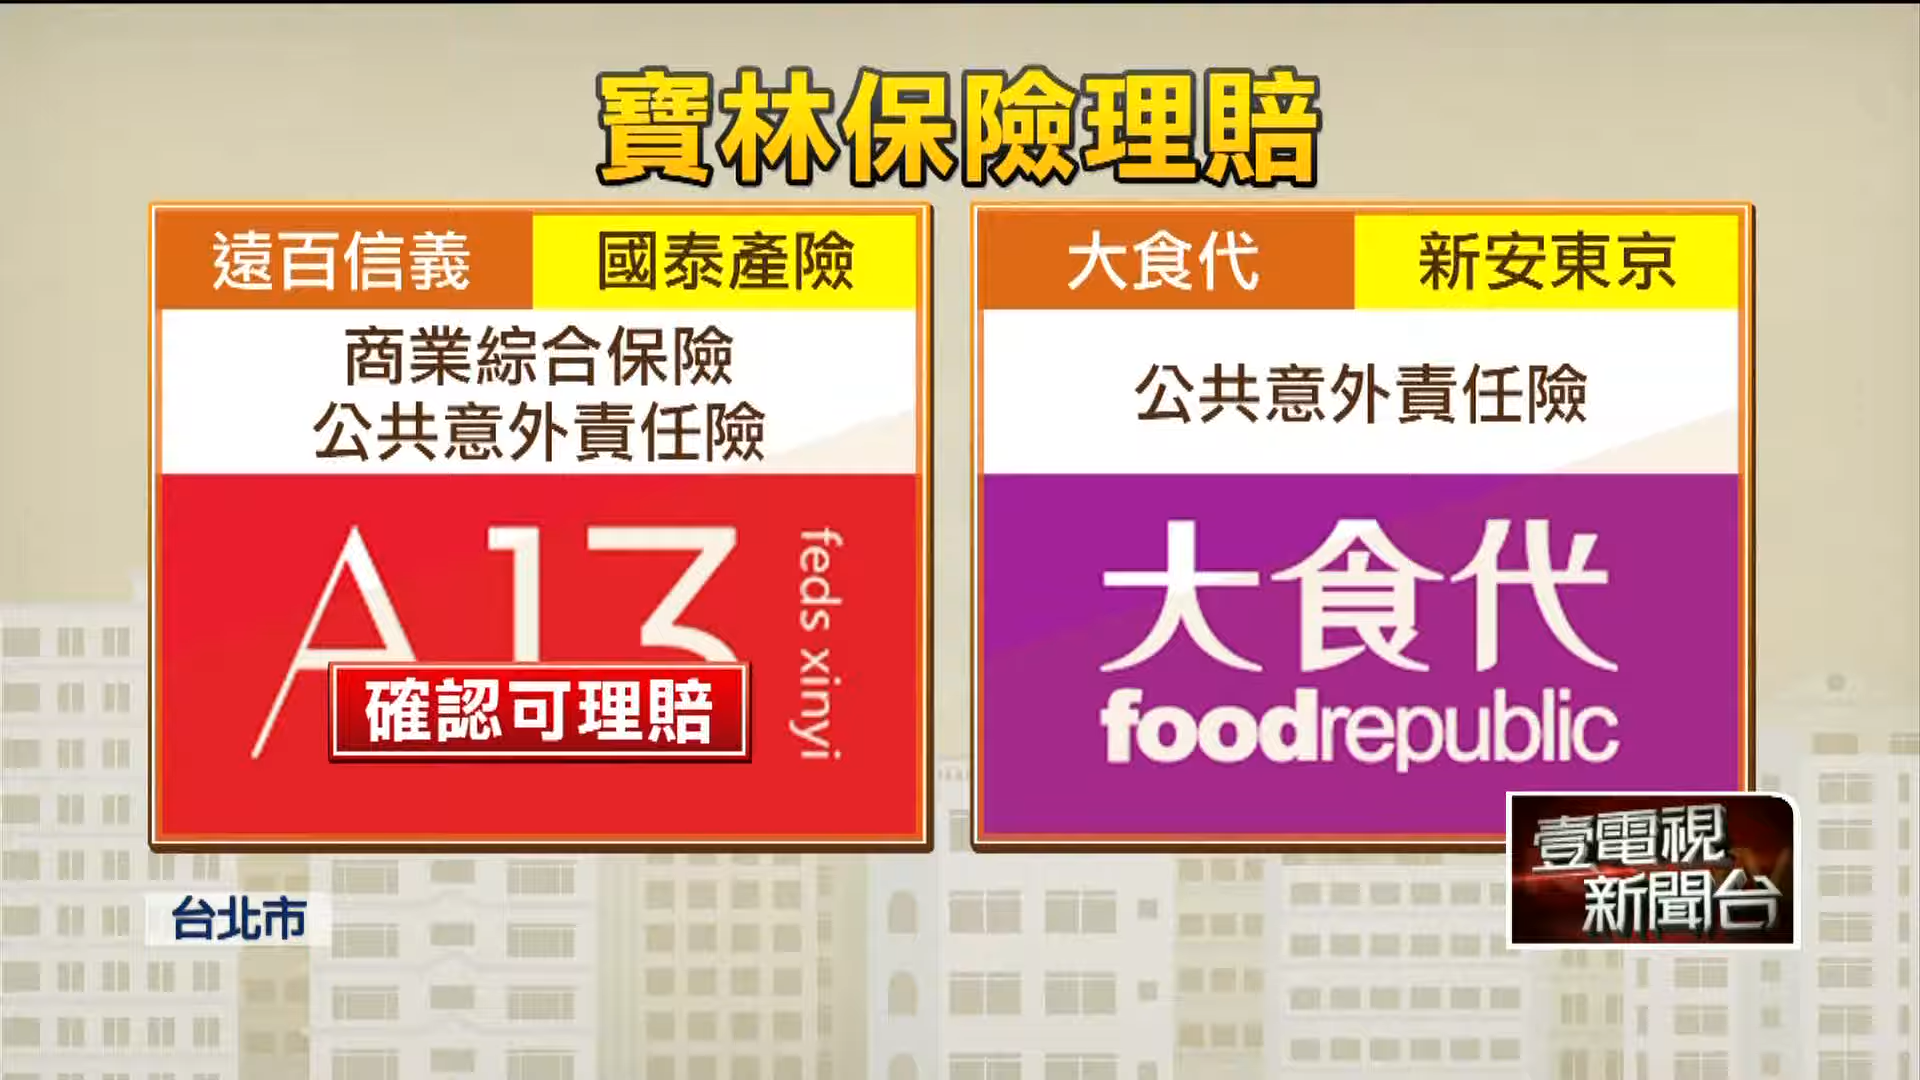 寶林保險理賠
遠百信義
國泰產險
商業綜合保險
公共意外責任險
A13
feds xinyi
確認可理賠
大食代
新安東京
公共意外責任險
大食代
foodrepublic
壹電視
新聞台
台北市